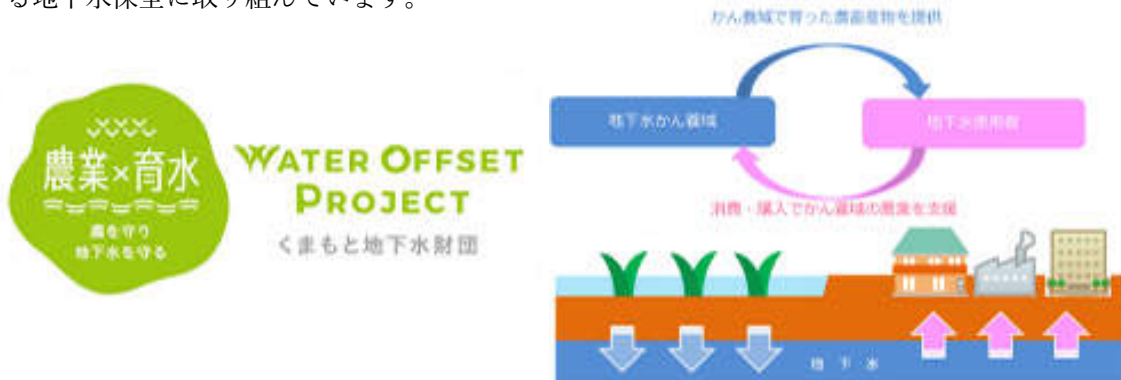 る地下水保全に取り組んでいます。
農業×育水
農を守り
地下水を守る
WATER OFFSET
PROJECT
くまもと地下水財団
かん養域で育った農畜産物を提供
地下水かん養域
地下水使用側
消費・購入でかん養域の農業を支援
地下水